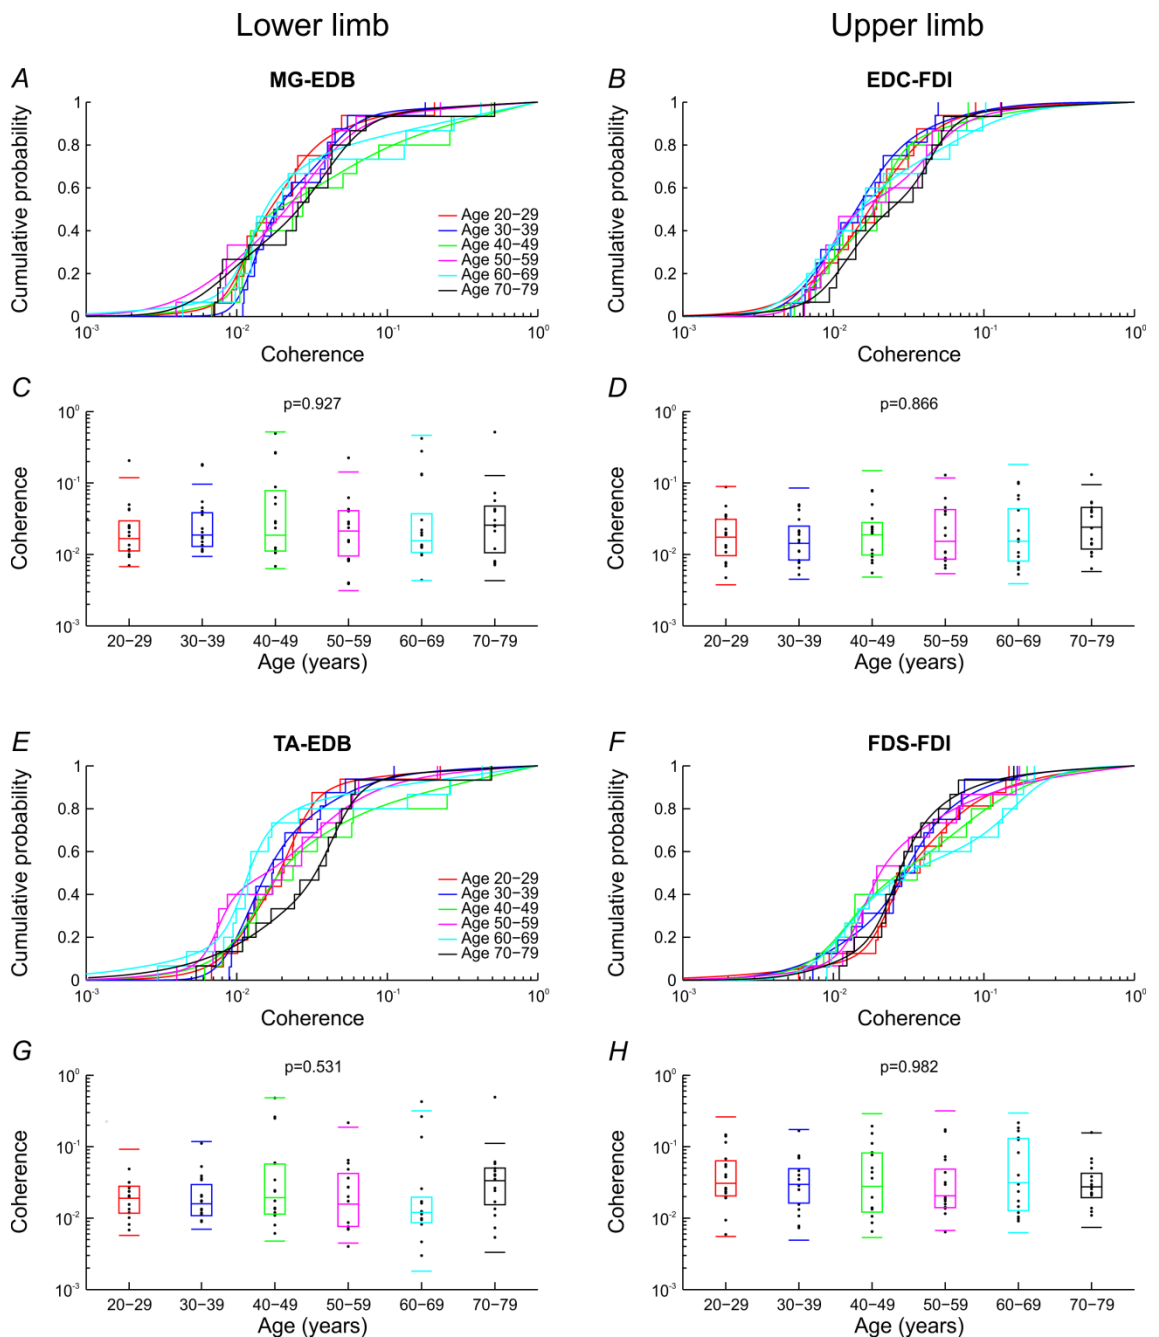 Lower limb
Upper limb
A
MG-EDB
Cumulative probability
1
0.8
0.6
0.4
0.2
0
Age 20−29
Age 30−39
Age 40−49
Age 50−59
Age 60−69
Age 70−79
10⁻³ 10⁻² 10⁻¹ 10⁰
Coherence
B
EDC-FDI
Cumulative probability
1
0.8
0.6
0.4
0.2
0
10⁻³ 10⁻² 10⁻¹ 10⁰
Coherence
C
p=0.927
Coherence
10⁰
10⁻¹
10⁻²
10⁻³
20−29 30−39 40−49 50−59 60−69 70−79
Age (years)
D
p=0.866
Coherence
10⁰
10⁻¹
10⁻²
10⁻³
20−29 30−39 40−49 50−59 60−69 70−79
Age (years)
E
TA-EDB
Cumulative probability
1
0.8
0.6
0.4
0.2
0
Age 20−29
Age 30−39
Age 40−49
Age 50−59
Age 60−69
Age 70−79
10⁻³ 10⁻² 10⁻¹ 10⁰
Coherence
F
FDS-FDI
Cumulative probability
1
0.8
0.6
0.4
0.2
0
10⁻³ 10⁻² 10⁻¹ 10⁰
Coherence
G
p=0.531
Coherence
10⁰
10⁻¹
10⁻²
10⁻³
20−29 30−39 40−49 50−59 60−69 70−79
Age (years)
H
p=0.982
Coherence
10⁰
10⁻¹
10⁻²
10⁻³
20−29 30−39 40−49 50−59 60−69 70−79
Age (years)